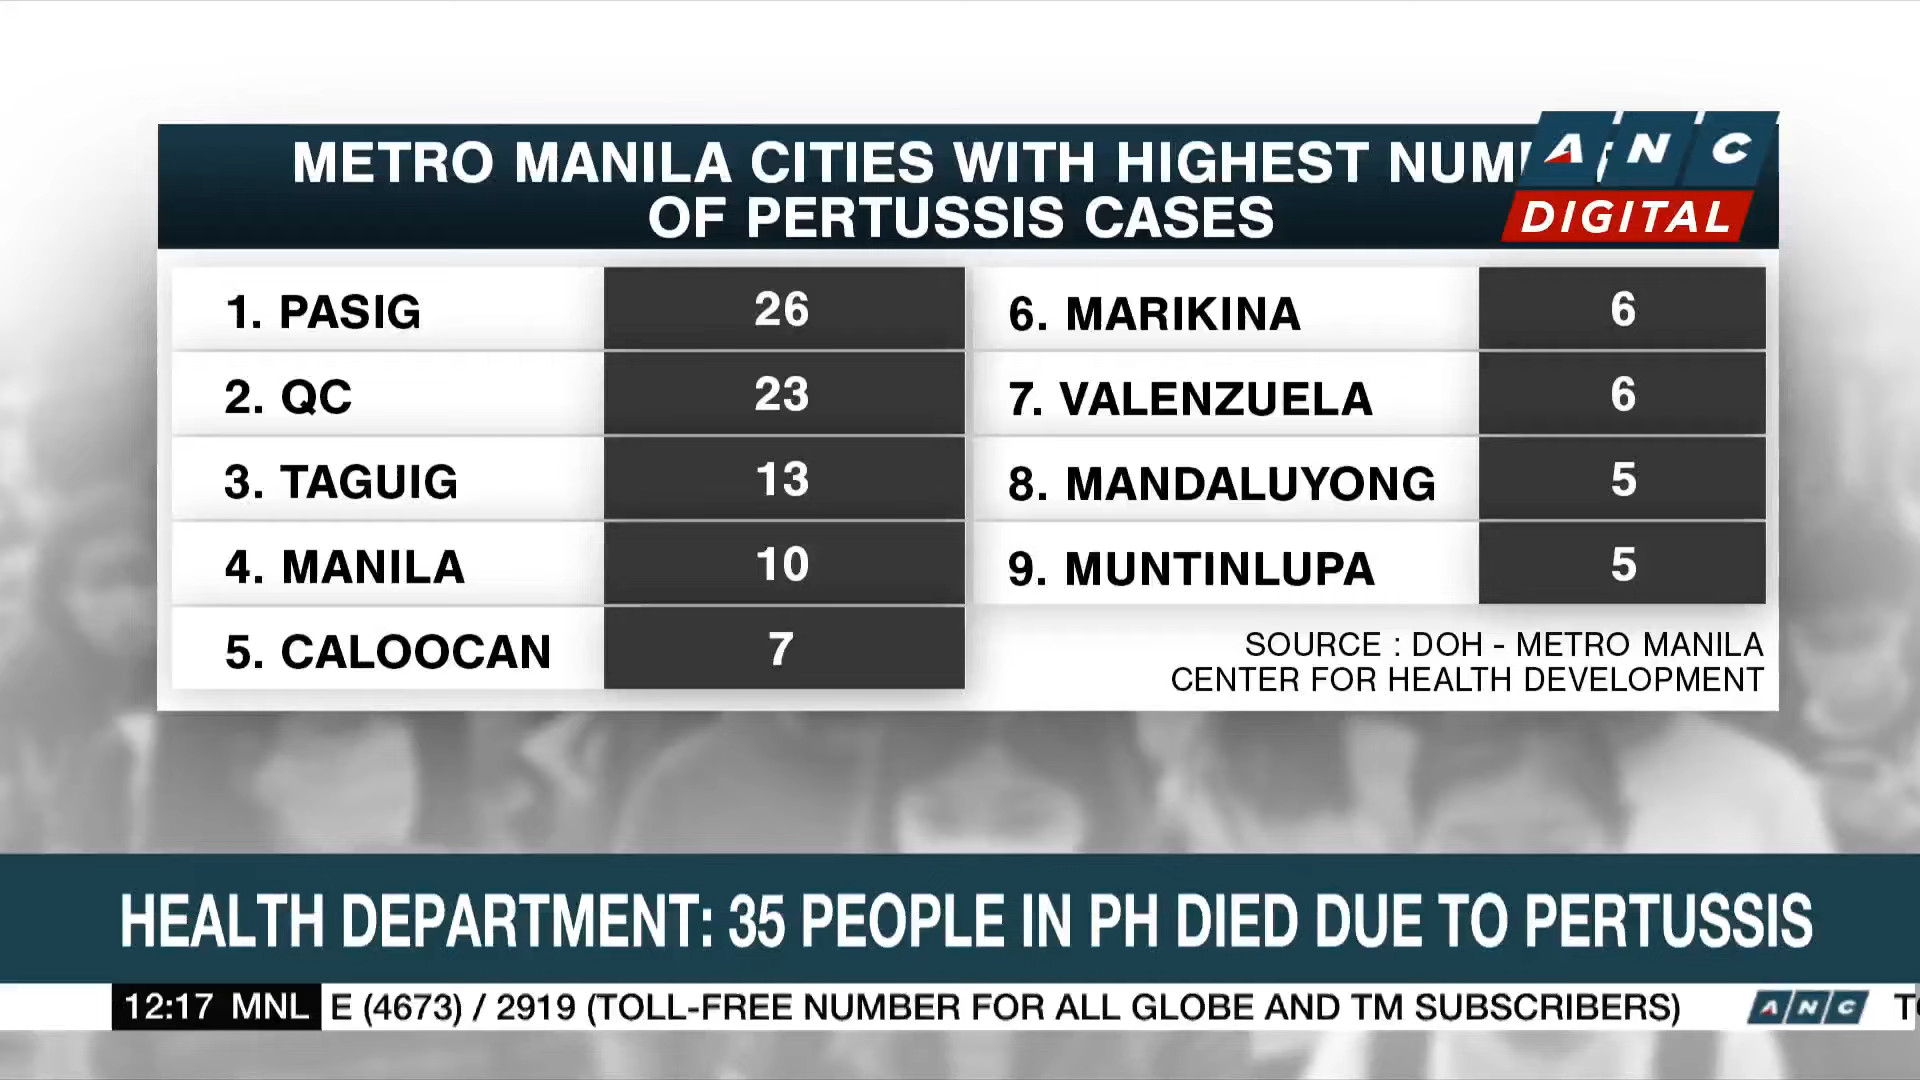 METRO MANILA CITIES WITH HIGHEST
OF PERTUSSIS CASES
ANC
DIGITAL
1. PASIG 26
2. QC 23
3. TAGUIG 13
4. MANILA 10
5. CALOOCAN 7
6. MARIKINA 6
7. VALENZUELA 6
8. MANDALUYONG 5
9. MUNTINLUPA 5
SOURCE : DOH - METRO MANILA
CENTER FOR HEALTH DEVELOPMENT
HEALTH DEPARTMENT: 35 PEOPLE IN PH DIED DUE TO PERTUSSIS
12:17 MNL E (4673) / 2919 (TOLL-FREE NUMBER FOR ALL GLOBE AND TM SUBSCRIBERS) ANC